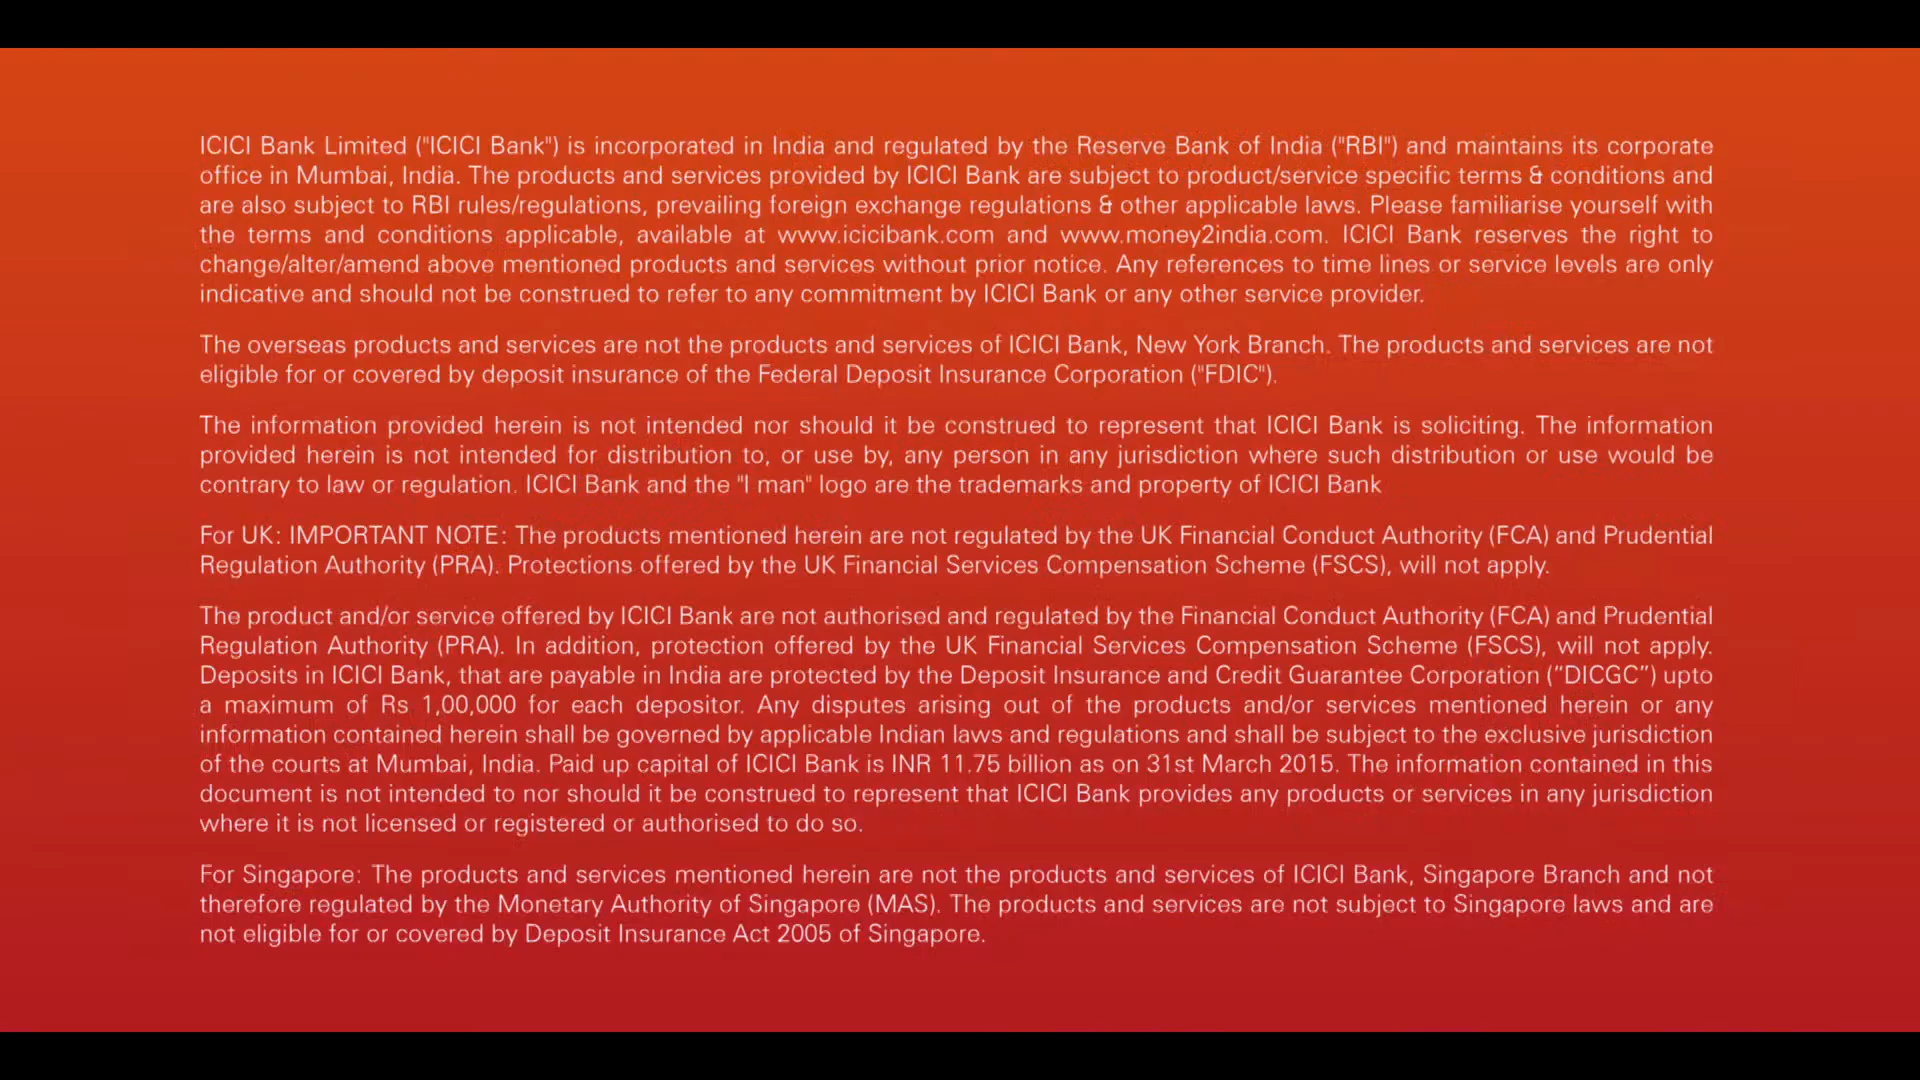 ICICI Bank Limited ("ICICI Bank") is incorporated in India and regulated by the Reserve Bank of India ("RBI") and maintains its corporate
office in Mumbai, India. The products and services provided by ICICI Bank are subject to product/service specific terms & conditions and
are also subject to RBI rules/regulations, prevailing foreign exchange regulations & other applicable laws. Please familiarise yourself with
the terms and conditions applicable, available at www.icicibank.com and www.money2india.com. ICICI Bank reserves the right to
change/alter/amend above mentioned products and services without prior notice. Any references to time lines or service levels are only
indicative and should not be construed to refer to any commitment by ICICI Bank or any other service provider.
The overseas products and services are not the products and services of ICICI Bank, New York Branch. The products and services are not
eligible for or covered by deposit insurance of the Federal Deposit Insurance Corporation ("FDIC").
The information provided herein is not intended nor should it be construed to represent that ICICI Bank is soliciting. The information
provided herein is not intended for distribution to, or use by, any person in any jurisdiction where such distribution or use would be
contrary to law or regulation. ICICI Bank and the "I man" logo are the trademarks and property of ICICI Bank
For UK: IMPORTANT NOTE: The products mentioned herein are not regulated by the UK Financial Conduct Authority (FCA) and Prudential
Regulation Authority (PRA). Protections offered by the UK Financial Services Compensation Scheme (FSCS), will not apply.
The product and/or service offered by ICICI Bank are not authorised and regulated by the Financial Conduct Authority (FCA) and Prudential
Regulation Authority (PRA). In addition, protection offered by the UK Financial Services Compensation Scheme (FSCS), will not apply.
Deposits in ICICI Bank, that are payable in India are protected by the Deposit Insurance and Credit Guarantee Corporation (“DICGC”) upto
a maximum of Rs 1,00,000 for each depositor. Any disputes arising out of the products and/or services mentioned herein or any
information contained herein shall be governed by applicable Indian laws and regulations and shall be subject to the exclusive jurisdiction
of the courts at Mumbai, India. Paid up capital of ICICI Bank is INR 11.75 billion as on 31st March 2015. The information contained in this
document is not intended to nor should it be construed to represent that ICICI Bank provides any products or services in any jurisdiction
where it is not licensed or registered or authorised to do so.
For Singapore: The products and services mentioned herein are not the products and services of ICICI Bank, Singapore Branch and not
therefore regulated by the Monetary Authority of Singapore (MAS). The products and services are not subject to Singapore laws and are
not eligible for or covered by Deposit Insurance Act 2005 of Singapore.